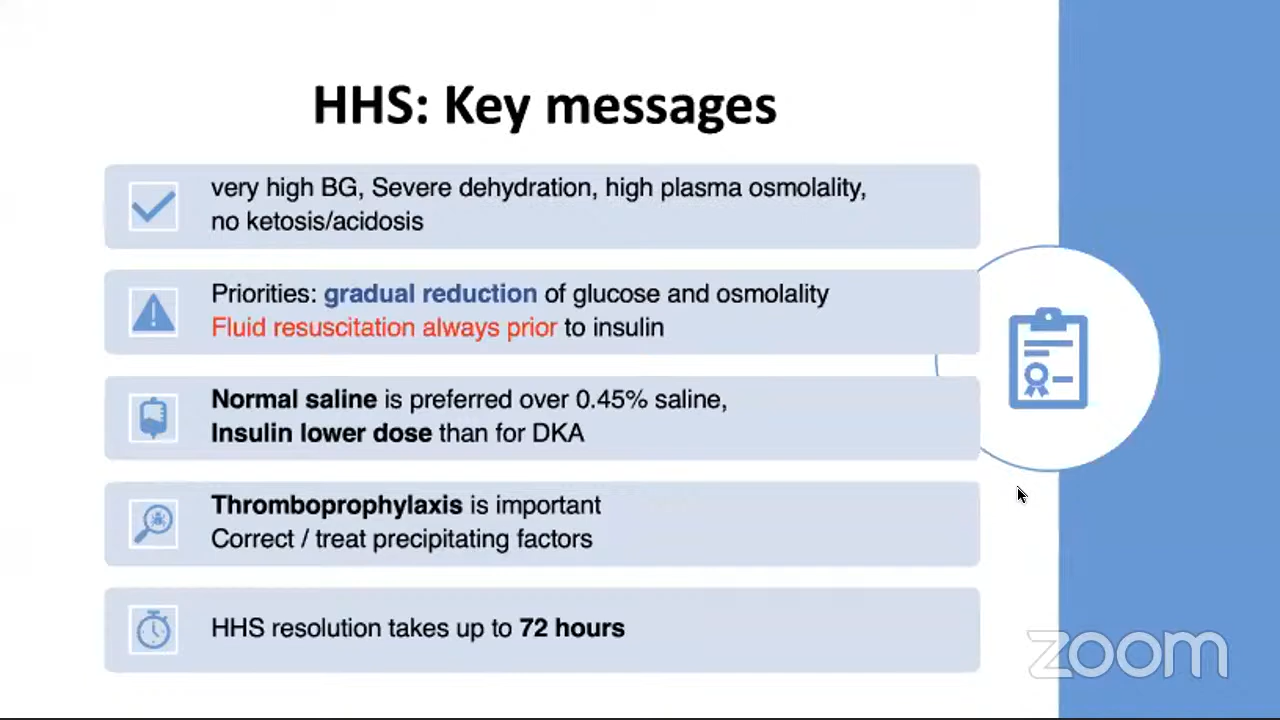 HHS: Key messages
very high BG, Severe dehydration, high plasma osmolality,
no ketosis/acidosis
Priorities: gradual reduction of glucose and osmolality
Fluid resuscitation always prior to insulin
Normal saline is preferred over 0.45% saline,
Insulin lower dose than for DKA
Thromboprophylaxis is important
Correct / treat precipitating factors
HHS resolution takes up to 72 hours
zoom